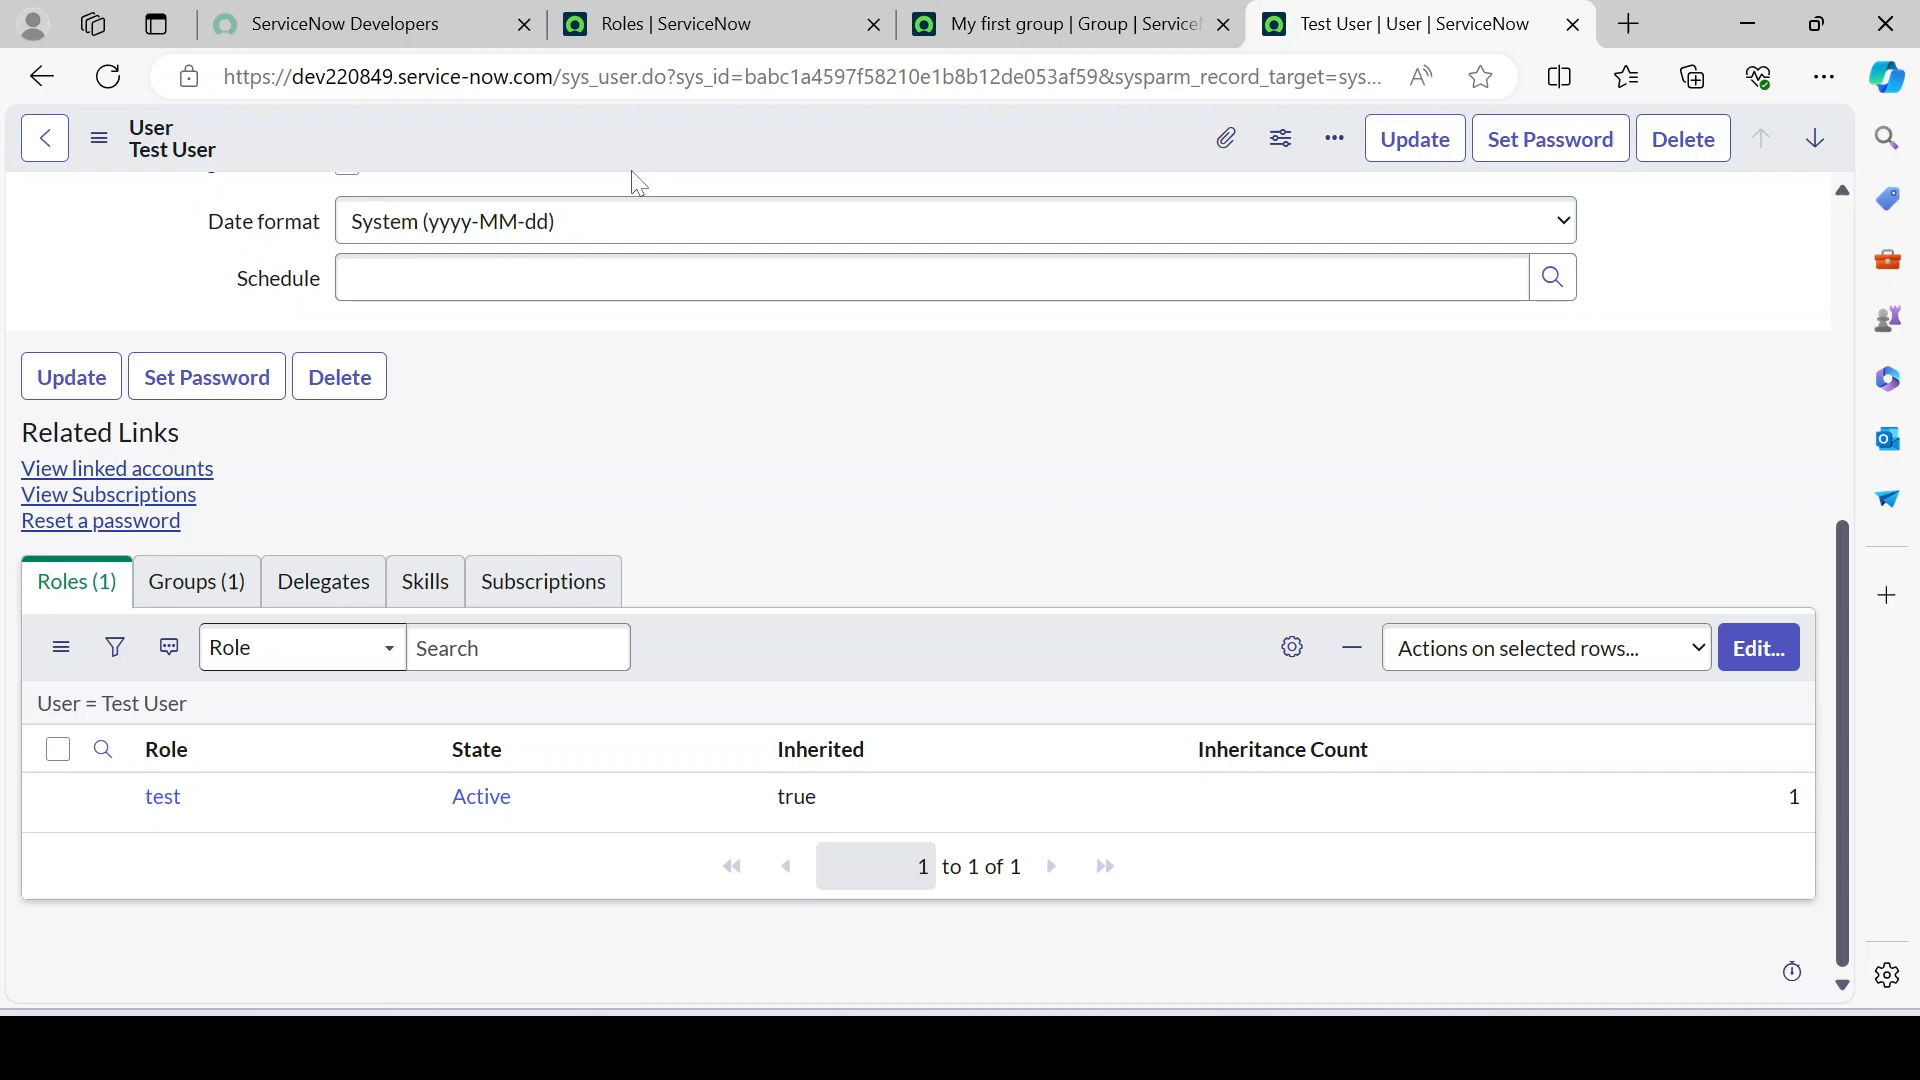 ServiceNow Developers
Roles | ServiceNow
My first group | Group | Service
Test User | User | ServiceNow
https://dev220849.service-now.com/sys_user.do?sys_id=babc1a4597f58210e1b8b12de053af59&sysparm_record_target=sys...
User
Test User
Update
Set Password
Delete
Date format
System (yyyy-MM-dd)
Schedule
Update
Set Password
Delete
Related Links
View linked accounts
View Subscriptions
Reset a password
Roles (1)
Groups (1)
Delegates
Skills
Subscriptions
Role
Search
Actions on selected rows...
Edit...
User = Test User
Role State Inherited Inheritance Count
test Active true 1
1 to 1 of 1